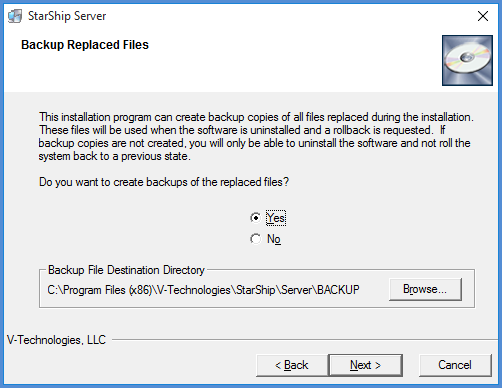 StarShip Server
Backup Replaced Files
This installation program can create backup copies of all files replaced during the installation.
These files will be used when the software is uninstalled and a rollback is requested. If
backup copies are not created, you will only be able to uninstall the software and not roll the
system back to a previous state.
Do you want to create backups of the replaced files?
Yes
No
Backup File Destination Directory
C:\Program Files (x86)\V-Technologies\StarShip\Server\BACKUP
Browse...
V-Technologies, LLC
< Back
Next >
Cancel